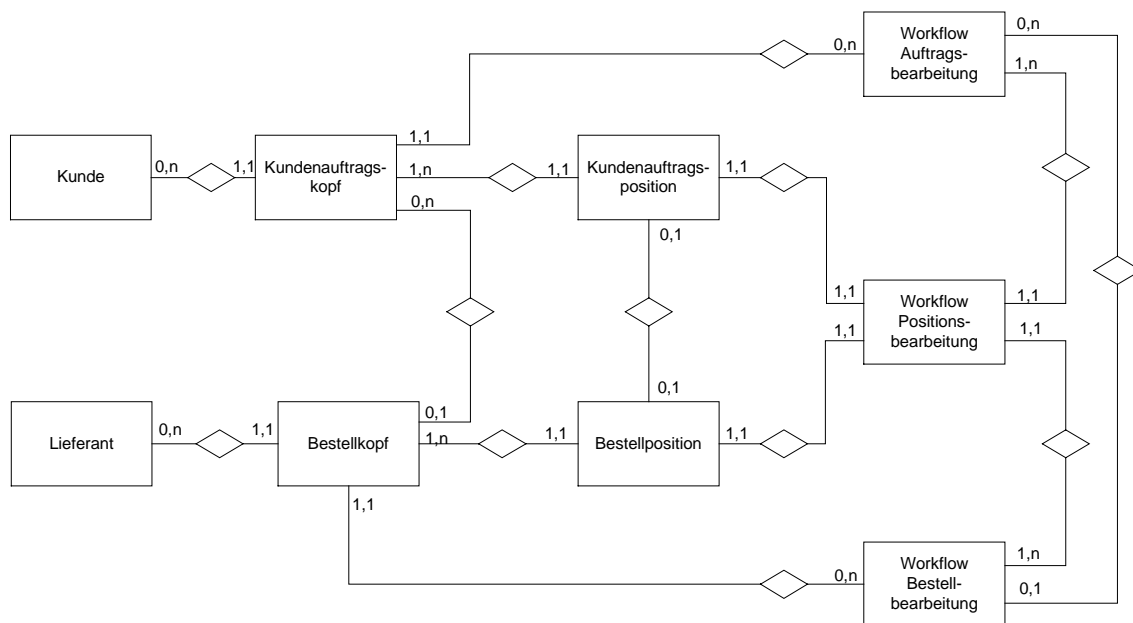 0,n
Workflow
Auftrags-
bearbeitung
0,n
1,n
1,1
Kunde
0,n
1,1
Kundenauftrags-
kopf
1,n
1,1
Kundenauftrags-
position
1,1
0,n
0,1
1,1
Workflow
Positions-
bearbeitung
1,1
1,1
1,1
0,1
Lieferant
0,n
1,1
Bestellkopf
0,1
1,n
1,1
Bestellposition
1,1
1,1
0,n
Workflow
Bestell-
bearbeitung
1,n
0,1